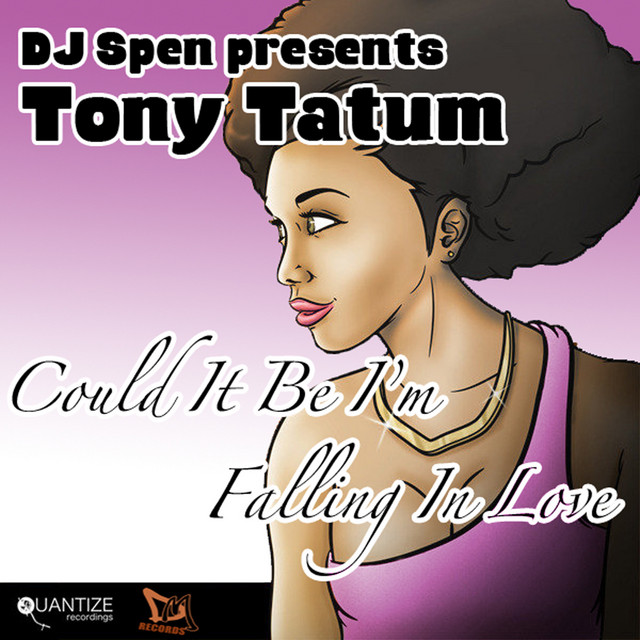 DJ Spen presents
Tony Tatum
Could It Be I'm
Falling In Love
QUANTIZE
recordings
RECORDS